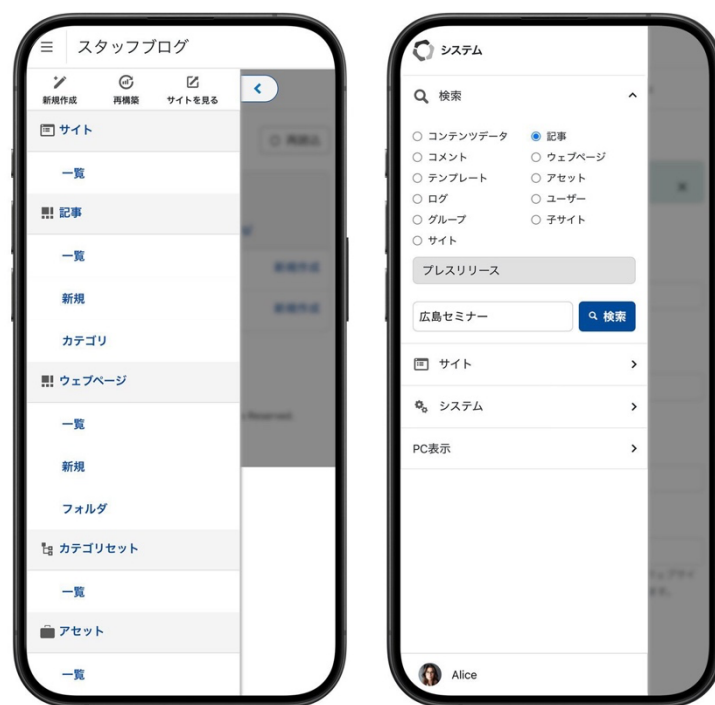 スタッフブログ
新規作成
再構築
サイトを見る
サイト
一覧
記事
一覧
新規
カテゴリ
ウェブページ
一覧
新規
フォルダ
カテゴリセット
一覧
アセット
一覧
システム
検索
コンテンツデータ
記事
コメント
ウェブページ
テンプレート
アセット
ログ
ユーザー
グループ
子サイト
サイト
プレスリリース
広島セミナー
検索
サイト
システム
PC表示
Alice